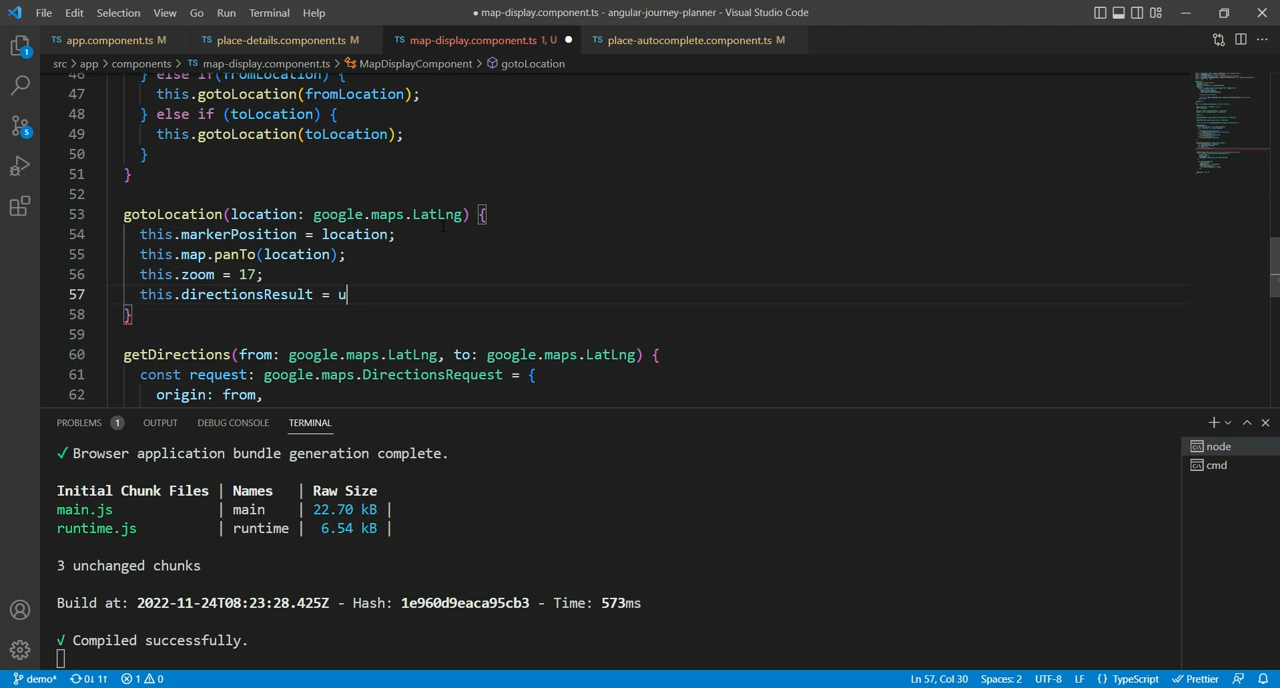 File Edit Selection View Go Run Terminal Help
● map-display.component.ts - angular-journey-planner - Visual Studio Code
TS app.component.ts M
TS place-details.component.ts M
TS map-display.component.ts 1, U ●
TS place-autocomplete.component.ts M
src > app > components > TS map-display.component.ts > MapDisplayComponent > gotoLocation
46 } else if(fromLocation) {
47 this.gotoLocation(fromLocation);
48 } else if (toLocation) {
49 this.gotoLocation(toLocation);
50 }
51 }
52
53 gotoLocation(location: google.maps.LatLng) {
54 this.markerPosition = location;
55 this.map.panTo(location);
56 this.zoom = 17;
57 this.directionsResult = u
58 }
59
60 getDirections(from: google.maps.LatLng, to: google.maps.LatLng) {
61 const request: google.maps.DirectionsRequest = {
62 origin: from,
PROBLEMS 1 OUTPUT DEBUG CONSOLE TERMINAL
✓ Browser application bundle generation complete.
Initial Chunk Files | Names | Raw Size
main.js | main | 22.70 kB |
runtime.js | runtime | 6.54 kB |
3 unchanged chunks
Build at: 2022-11-24T08:23:28.425Z - Hash: 1e960d9eaca95cb3 - Time: 573ms
√ Compiled successfully.
node
cmd
1
5
demo* 0↓ 1↑ 1 0
Ln 57, Col 30 Spaces: 2 UTF-8 LF {} TypeScript Prettier